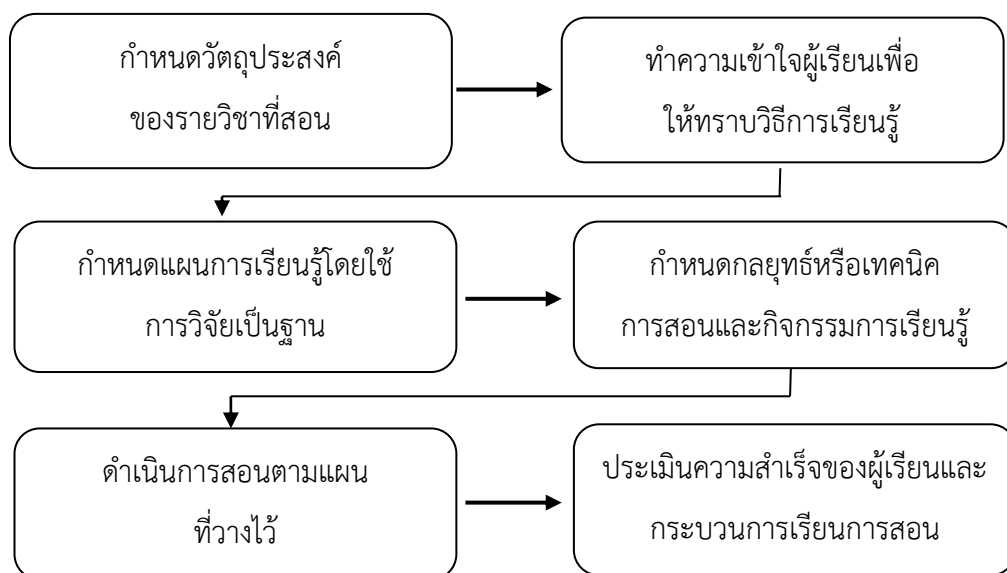 กำหนดวัตถุประสงค์
ของรายวิชาที่สอน
ทำความเข้าใจผู้เรียนเพื่อ
ให้ทราบวิธีการเรียนรู้
กำหนดแผนการเรียนรู้โดยใช้
การวิจัยเป็นฐาน
กำหนดกลยุทธ์หรือเทคนิค
การสอนและกิจกรรมการเรียนรู้
ดำเนินการสอนตามแผน
ที่วางไว้
ประเมินความสำเร็จของผู้เรียนและ
กระบวนการเรียนการสอน